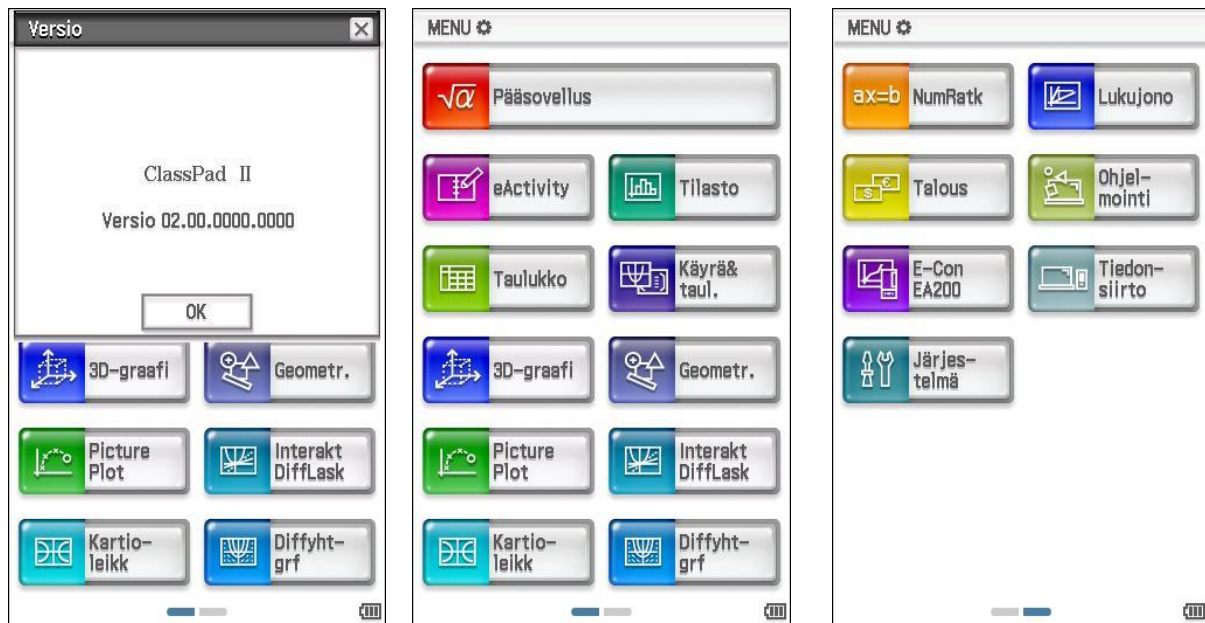 Versio
ClassPad II
Versio 02.00.0000.0000
OK
3D-graafi
Geometr.
Picture
Plot
Interakt
DiffLask
Kartio-
leikk
Diffyht-
grf
MENU
√α Pääsovellus
eActivity
Tilasto
Taulukko
Käyrä&
taul.
3D-graafi
Geometr.
Picture
Plot
Interakt
DiffLask
Kartio-
leikk
Diffyht-
grf
MENU
ax=b NumRatk
Lukujono
$ € Talous
Ohjel-
mointi
E-Con
EA200
Tiedon-
siirto
Järjes-
telmä